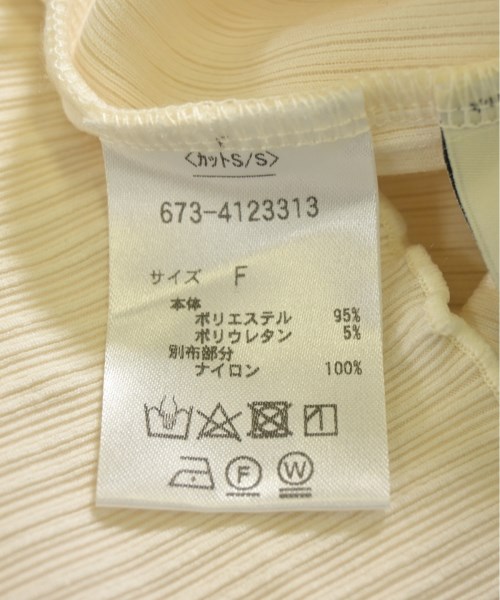 〈カットS/S〉
673-4123313
サイズ F
本体
ポリエステル 95%
ポリウレタン 5%
別布部分
ナイロン 100%
F W